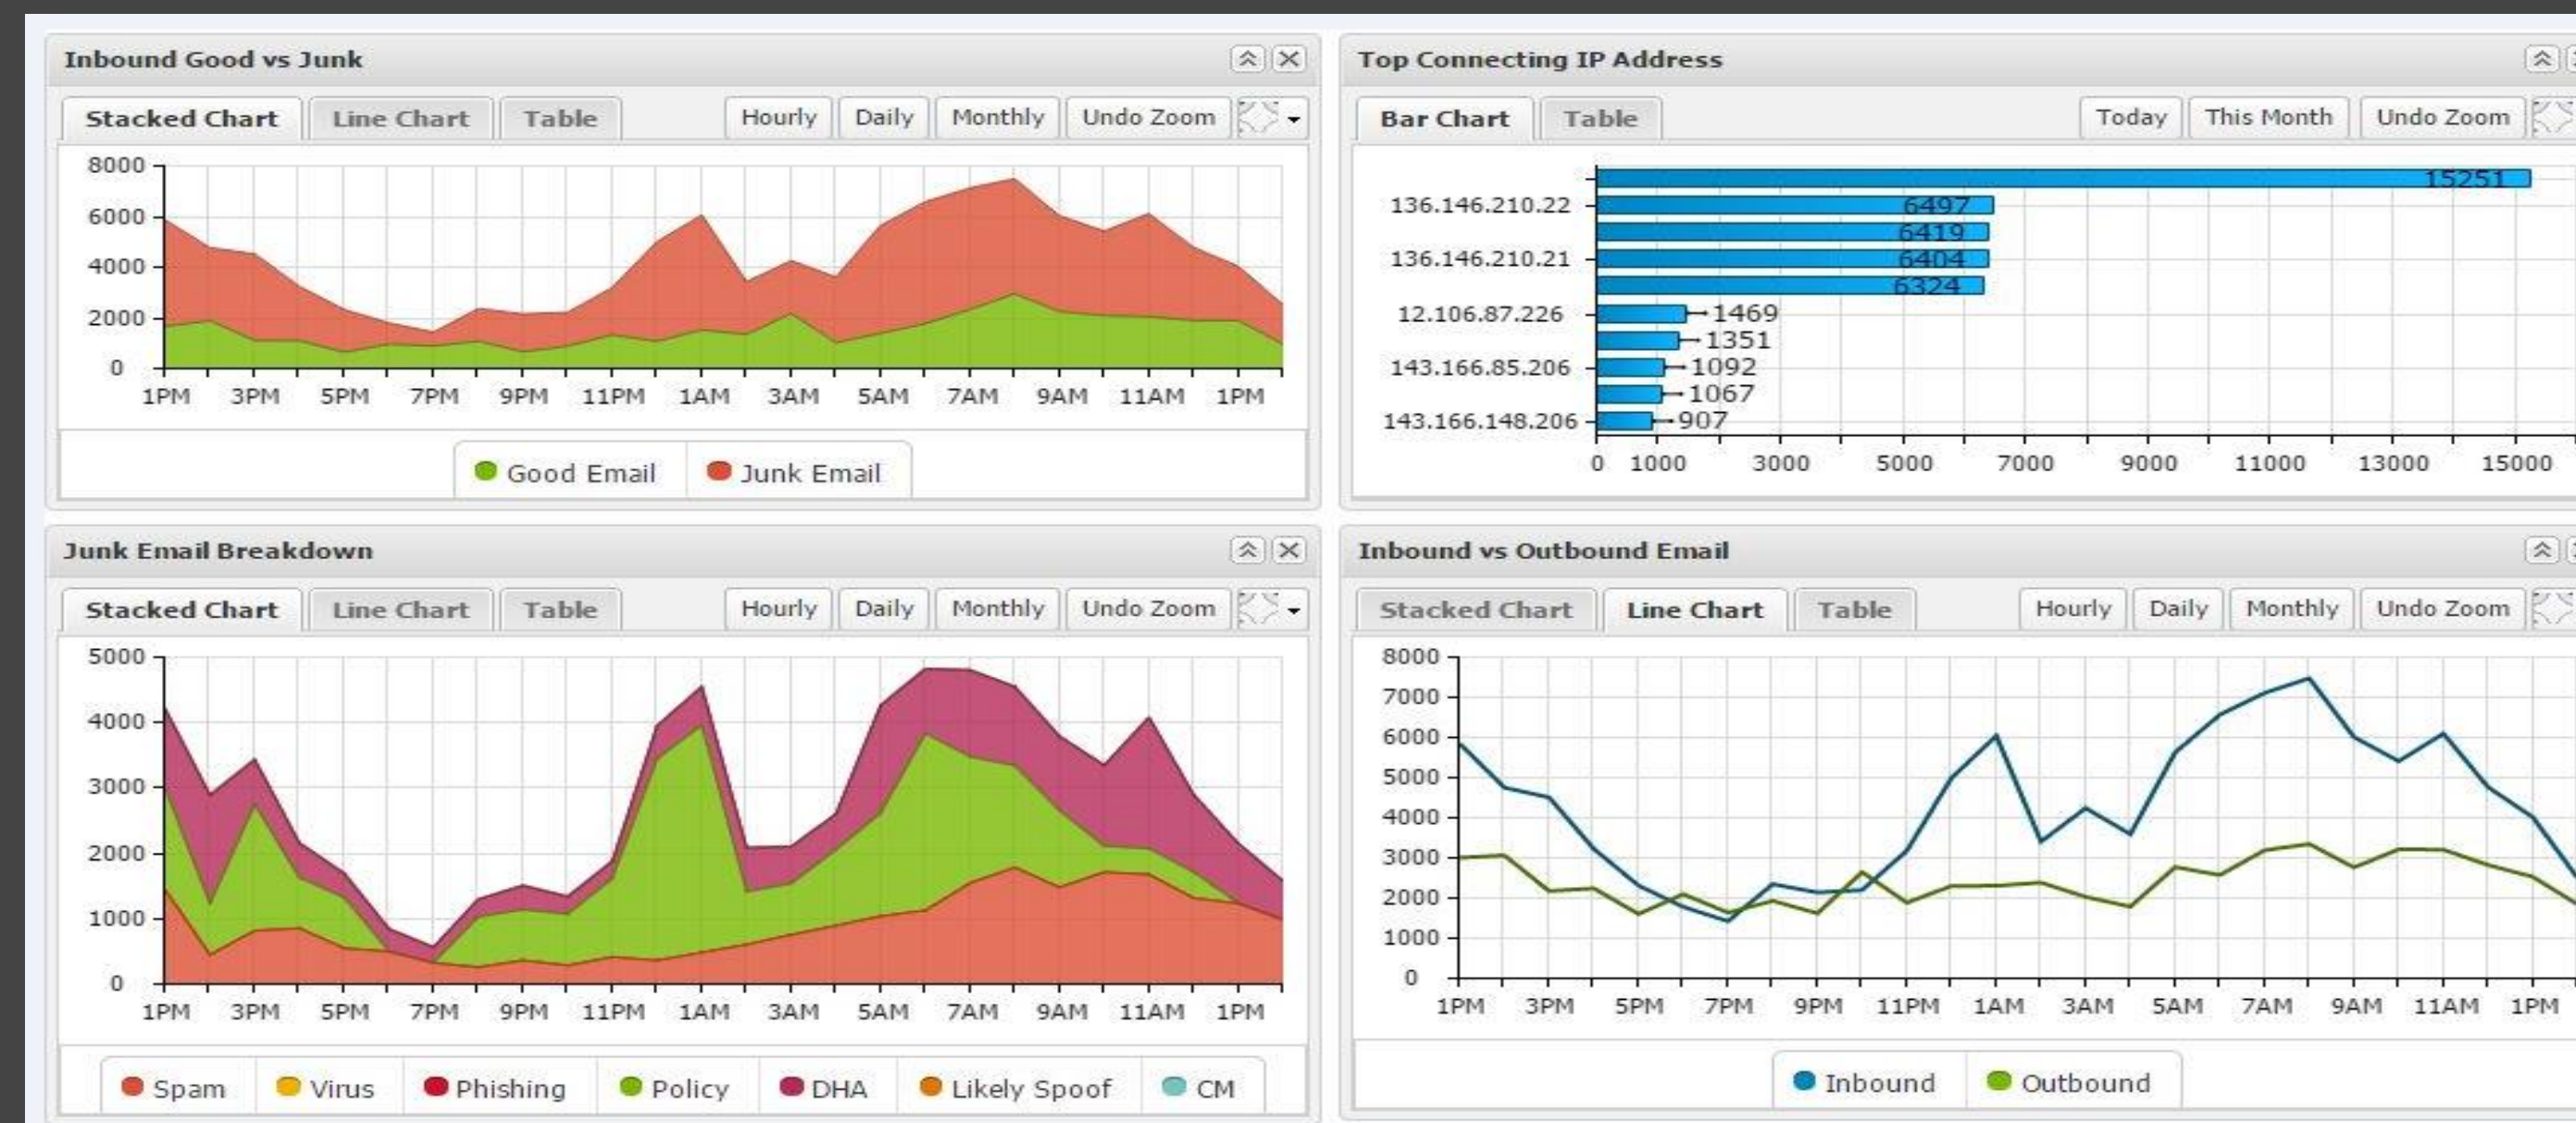 Inbound Good vs Junk
Stacked Chart Line Chart Table Hourly Daily Monthly Undo Zoom
8000
6000
4000
2000
0
1PM 3PM 5PM 7PM 9PM 11PM 1AM 3AM 5AM 7AM 9AM 11AM 1PM
Good Email Junk Email
Top Connecting IP Address
Bar Chart Table Today This Month Undo Zoom
15251
136.146.210.22 6497
6419
136.146.210.21 6404
6324
12.106.87.226 1469
1351
143.166.85.206 1092
1067
143.166.148.206 907
0 1000 3000 5000 7000 9000 11000 13000 15000
Junk Email Breakdown
Stacked Chart Line Chart Table Hourly Daily Monthly Undo Zoom
5000
4000
3000
2000
1000
0
1PM 3PM 5PM 7PM 9PM 11PM 1AM 3AM 5AM 7AM 9AM 11AM 1PM
Spam Virus Phishing Policy DHA Likely Spoof CM
Inbound vs Outbound Email
Stacked Chart Line Chart Table Hourly Daily Monthly Undo Zoom
8000
7000
6000
5000
4000
3000
2000
1000
0
1PM 3PM 5PM 7PM 9PM 11PM 1AM 3AM 5AM 7AM 9AM 11AM 1PM
Inbound Outbound